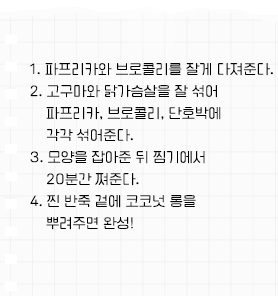 1. 파프리카와 브로콜리를 잘게 다져준다.
2. 고구마와 닭가슴살을 잘 섞어
파프리카, 브로콜리, 단호박에
각각 섞어준다.
3. 모양을 잡아준 뒤 찜기에서
20분간 쪄준다.
4. 찐 반죽 겉에 코코넛 롱을
뿌려주면 완성!